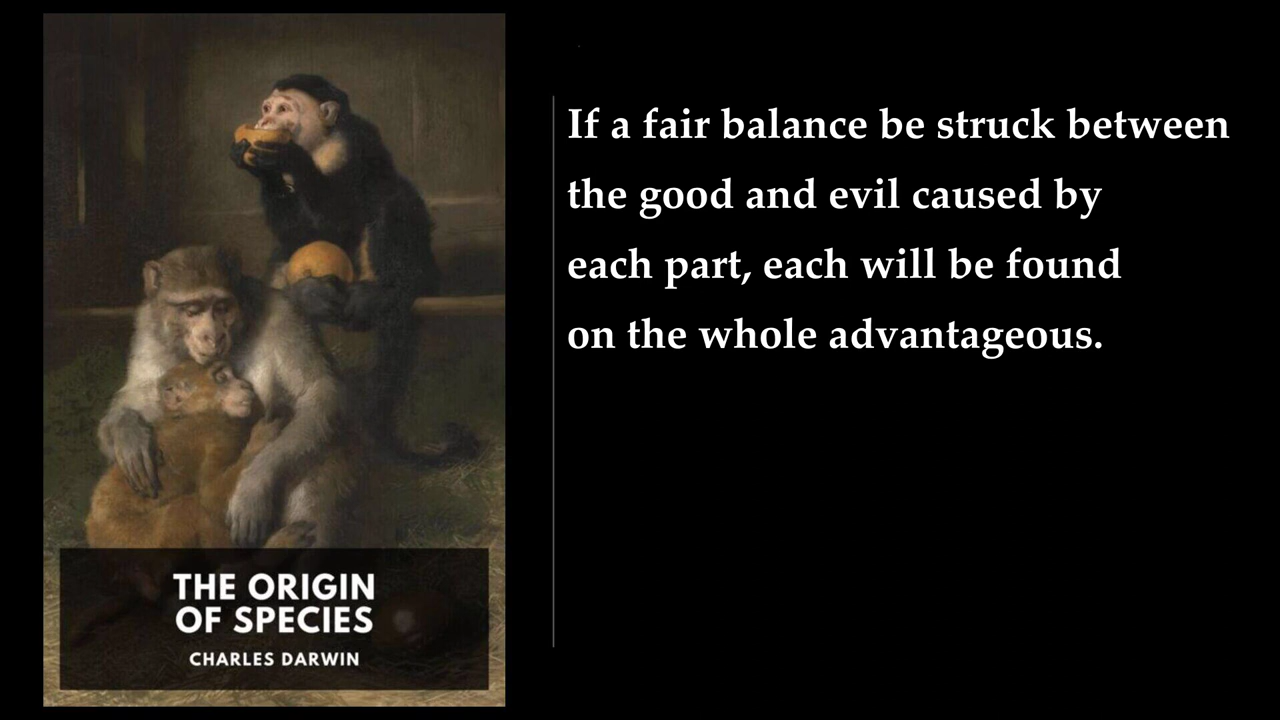 If a fair balance be struck between
the good and evil caused by
each part, each will be found
on the whole advantageous.
THE ORIGIN
OF SPECIES
CHARLES DARWIN